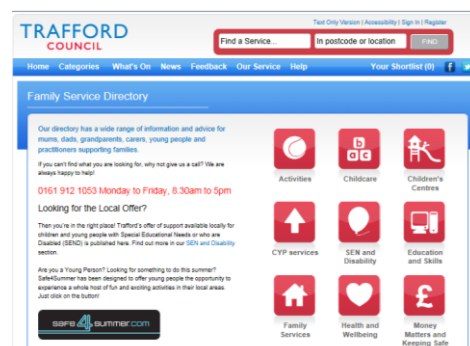 Text Only Version | Accessibility | Sign In | Register
TRAFFORD
COUNCIL
Find a Service...
In postcode or location
FIND
Home Categories What's On News Feedback Our Service Help
Your Shortlist (0)
Family Service Directory
Our directory has a wide range of information and advice for
mums, dads, grandparents, carers, young people and
practitioners supporting families.
If you can't find what you are looking for, why not give us a call? We are
always happy to help!
0161 912 1053 Monday to Friday, 8.30am to 5pm
Looking for the Local Offer?
Then you're in the right place! Trafford's offer of support available locally for
children and young people with Special Educational Needs or who are
Disabled (SEND) is published here. Find out more in our SEN and Disability
section.
Are you a Young Person? Looking for something to do this summer?
Safe4Summer has been designed to offer young people the opportunity to
experience a whole host of fun and exciting activities in their local areas.
Just click on the button!
safe4summer.com
Activities
b
a c
Childcare
Children's
Centres
CYP services
SEN and
Disability
Education
and Skills
Family
Services
Health and
Wellbeing
£
Money
Matters and
Keeping Safe